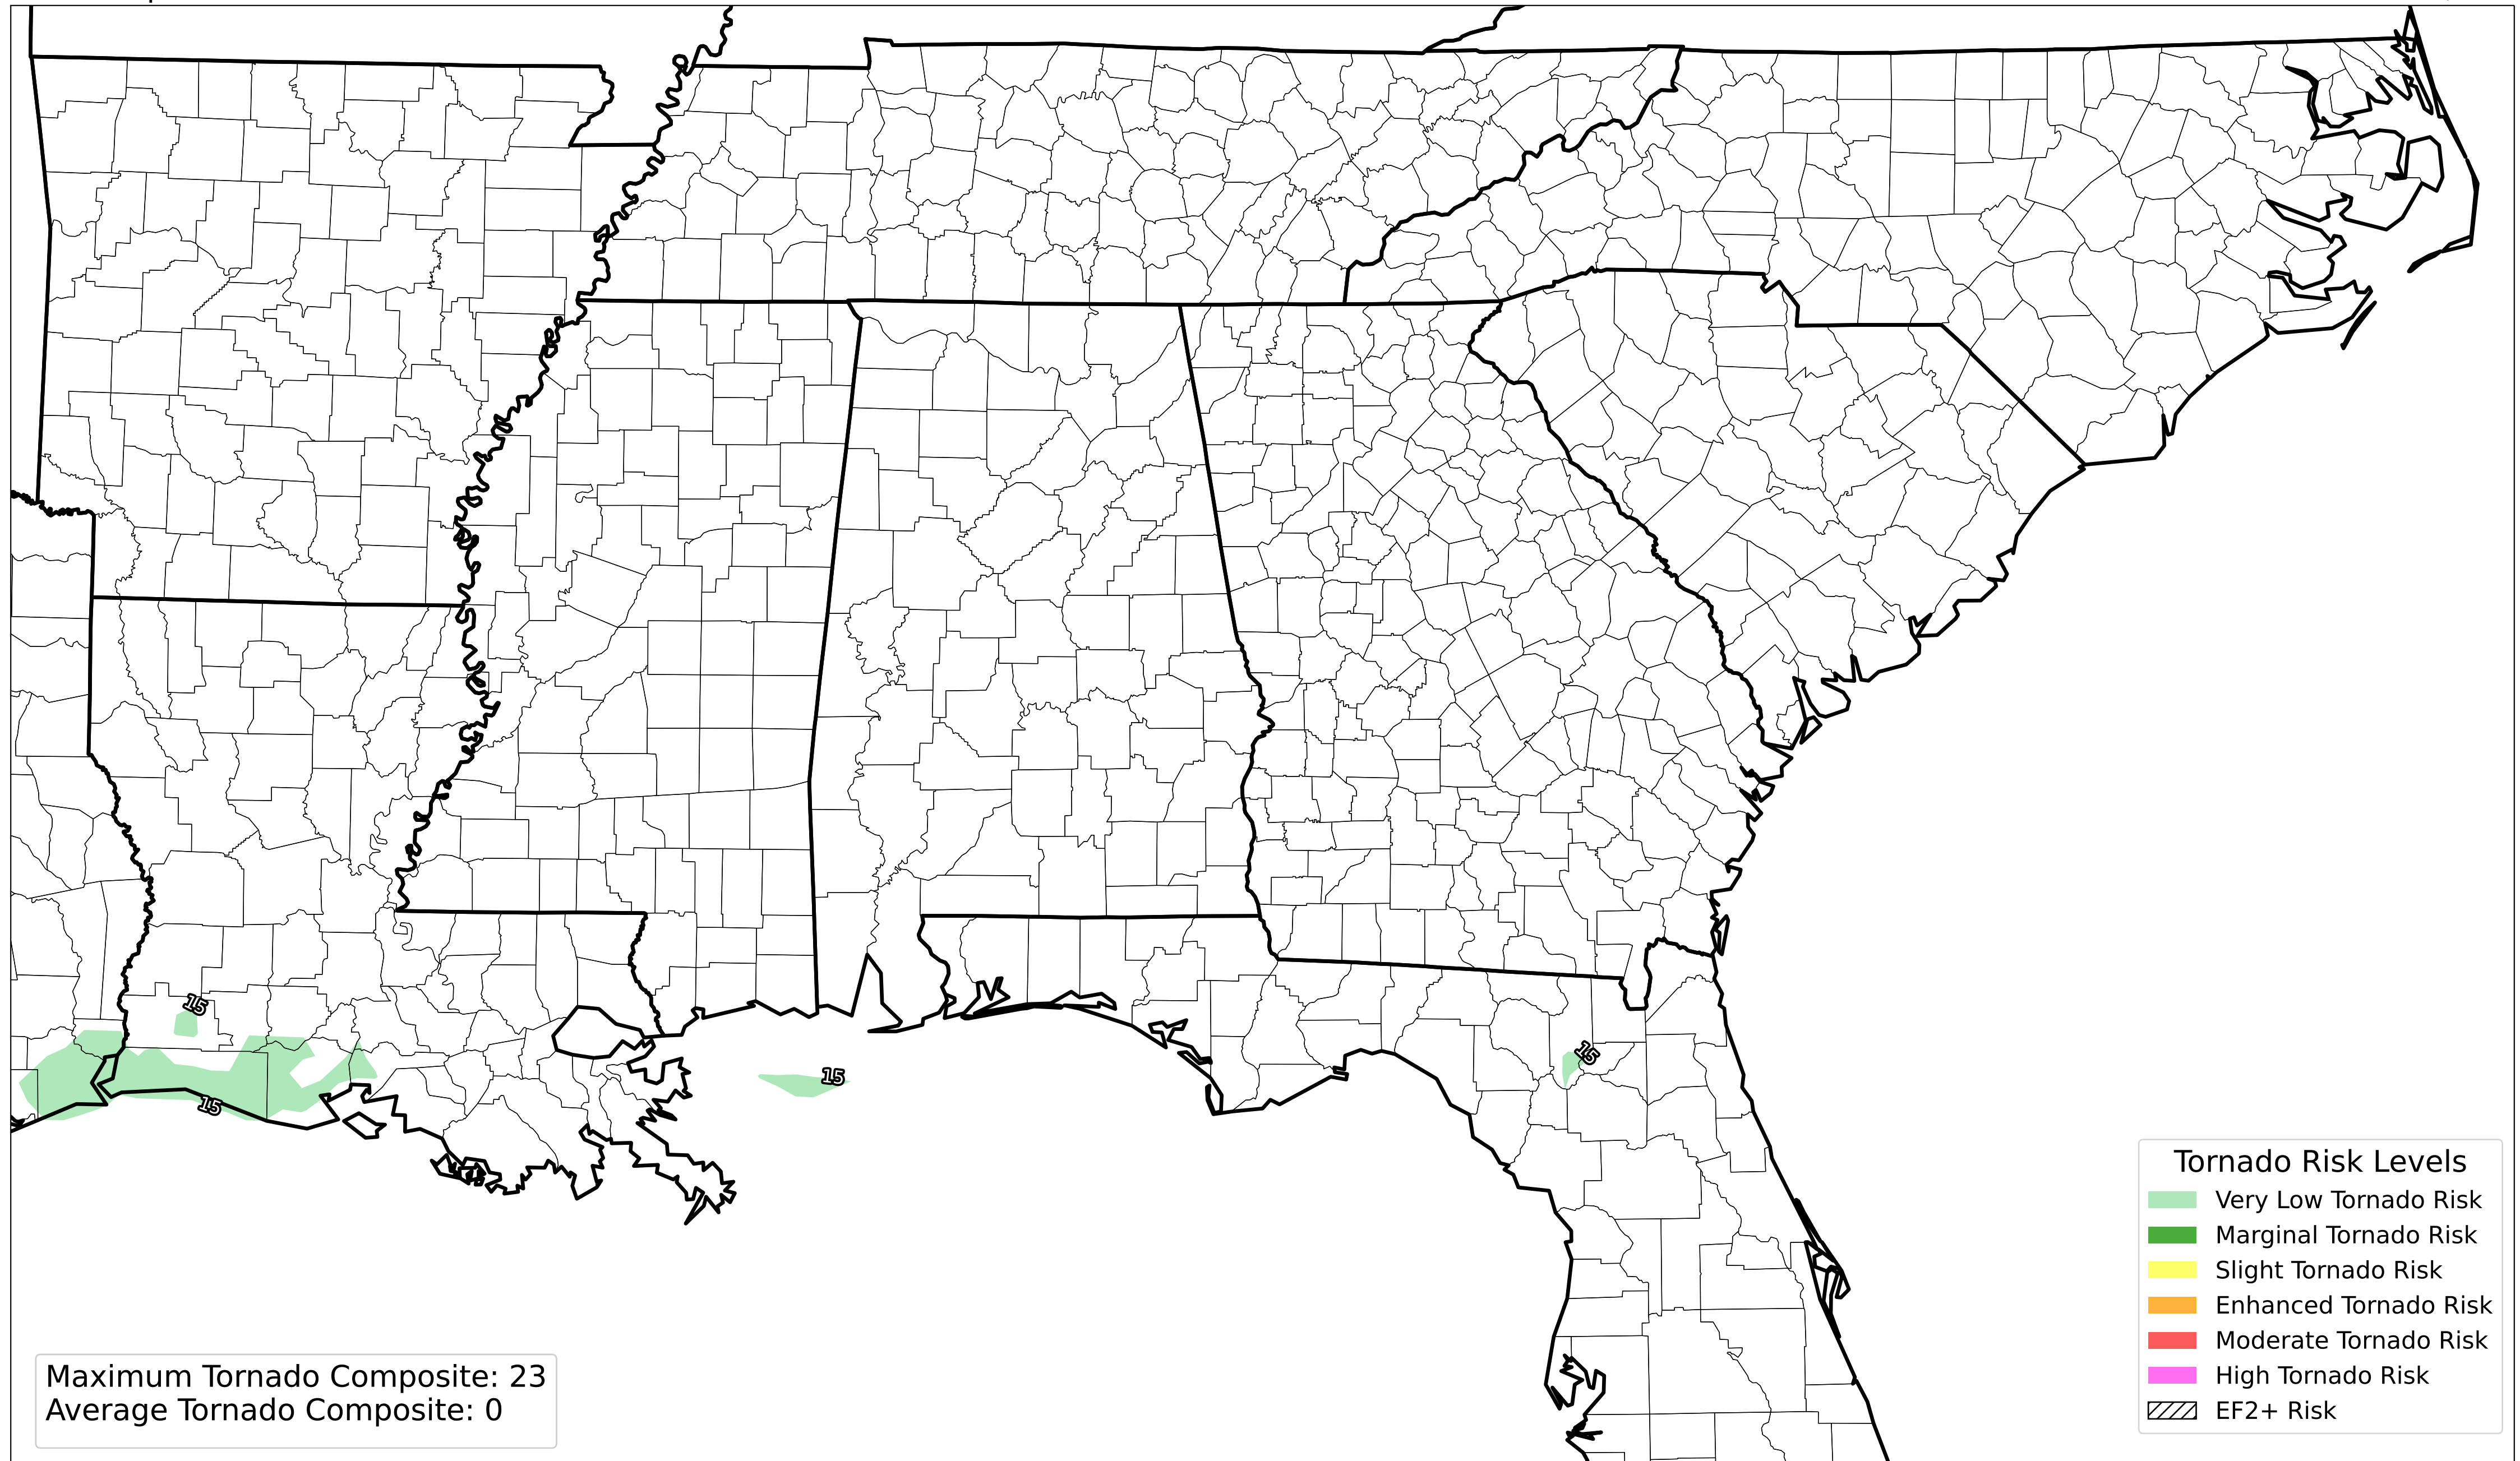 15
15
15
15
Tornado Risk Levels
Very Low Tornado Risk
Marginal Tornado Risk
Slight Tornado Risk
Enhanced Tornado Risk
Moderate Tornado Risk
High Tornado Risk
EF2+ Risk
Maximum Tornado Composite: 23
Average Tornado Composite: 0